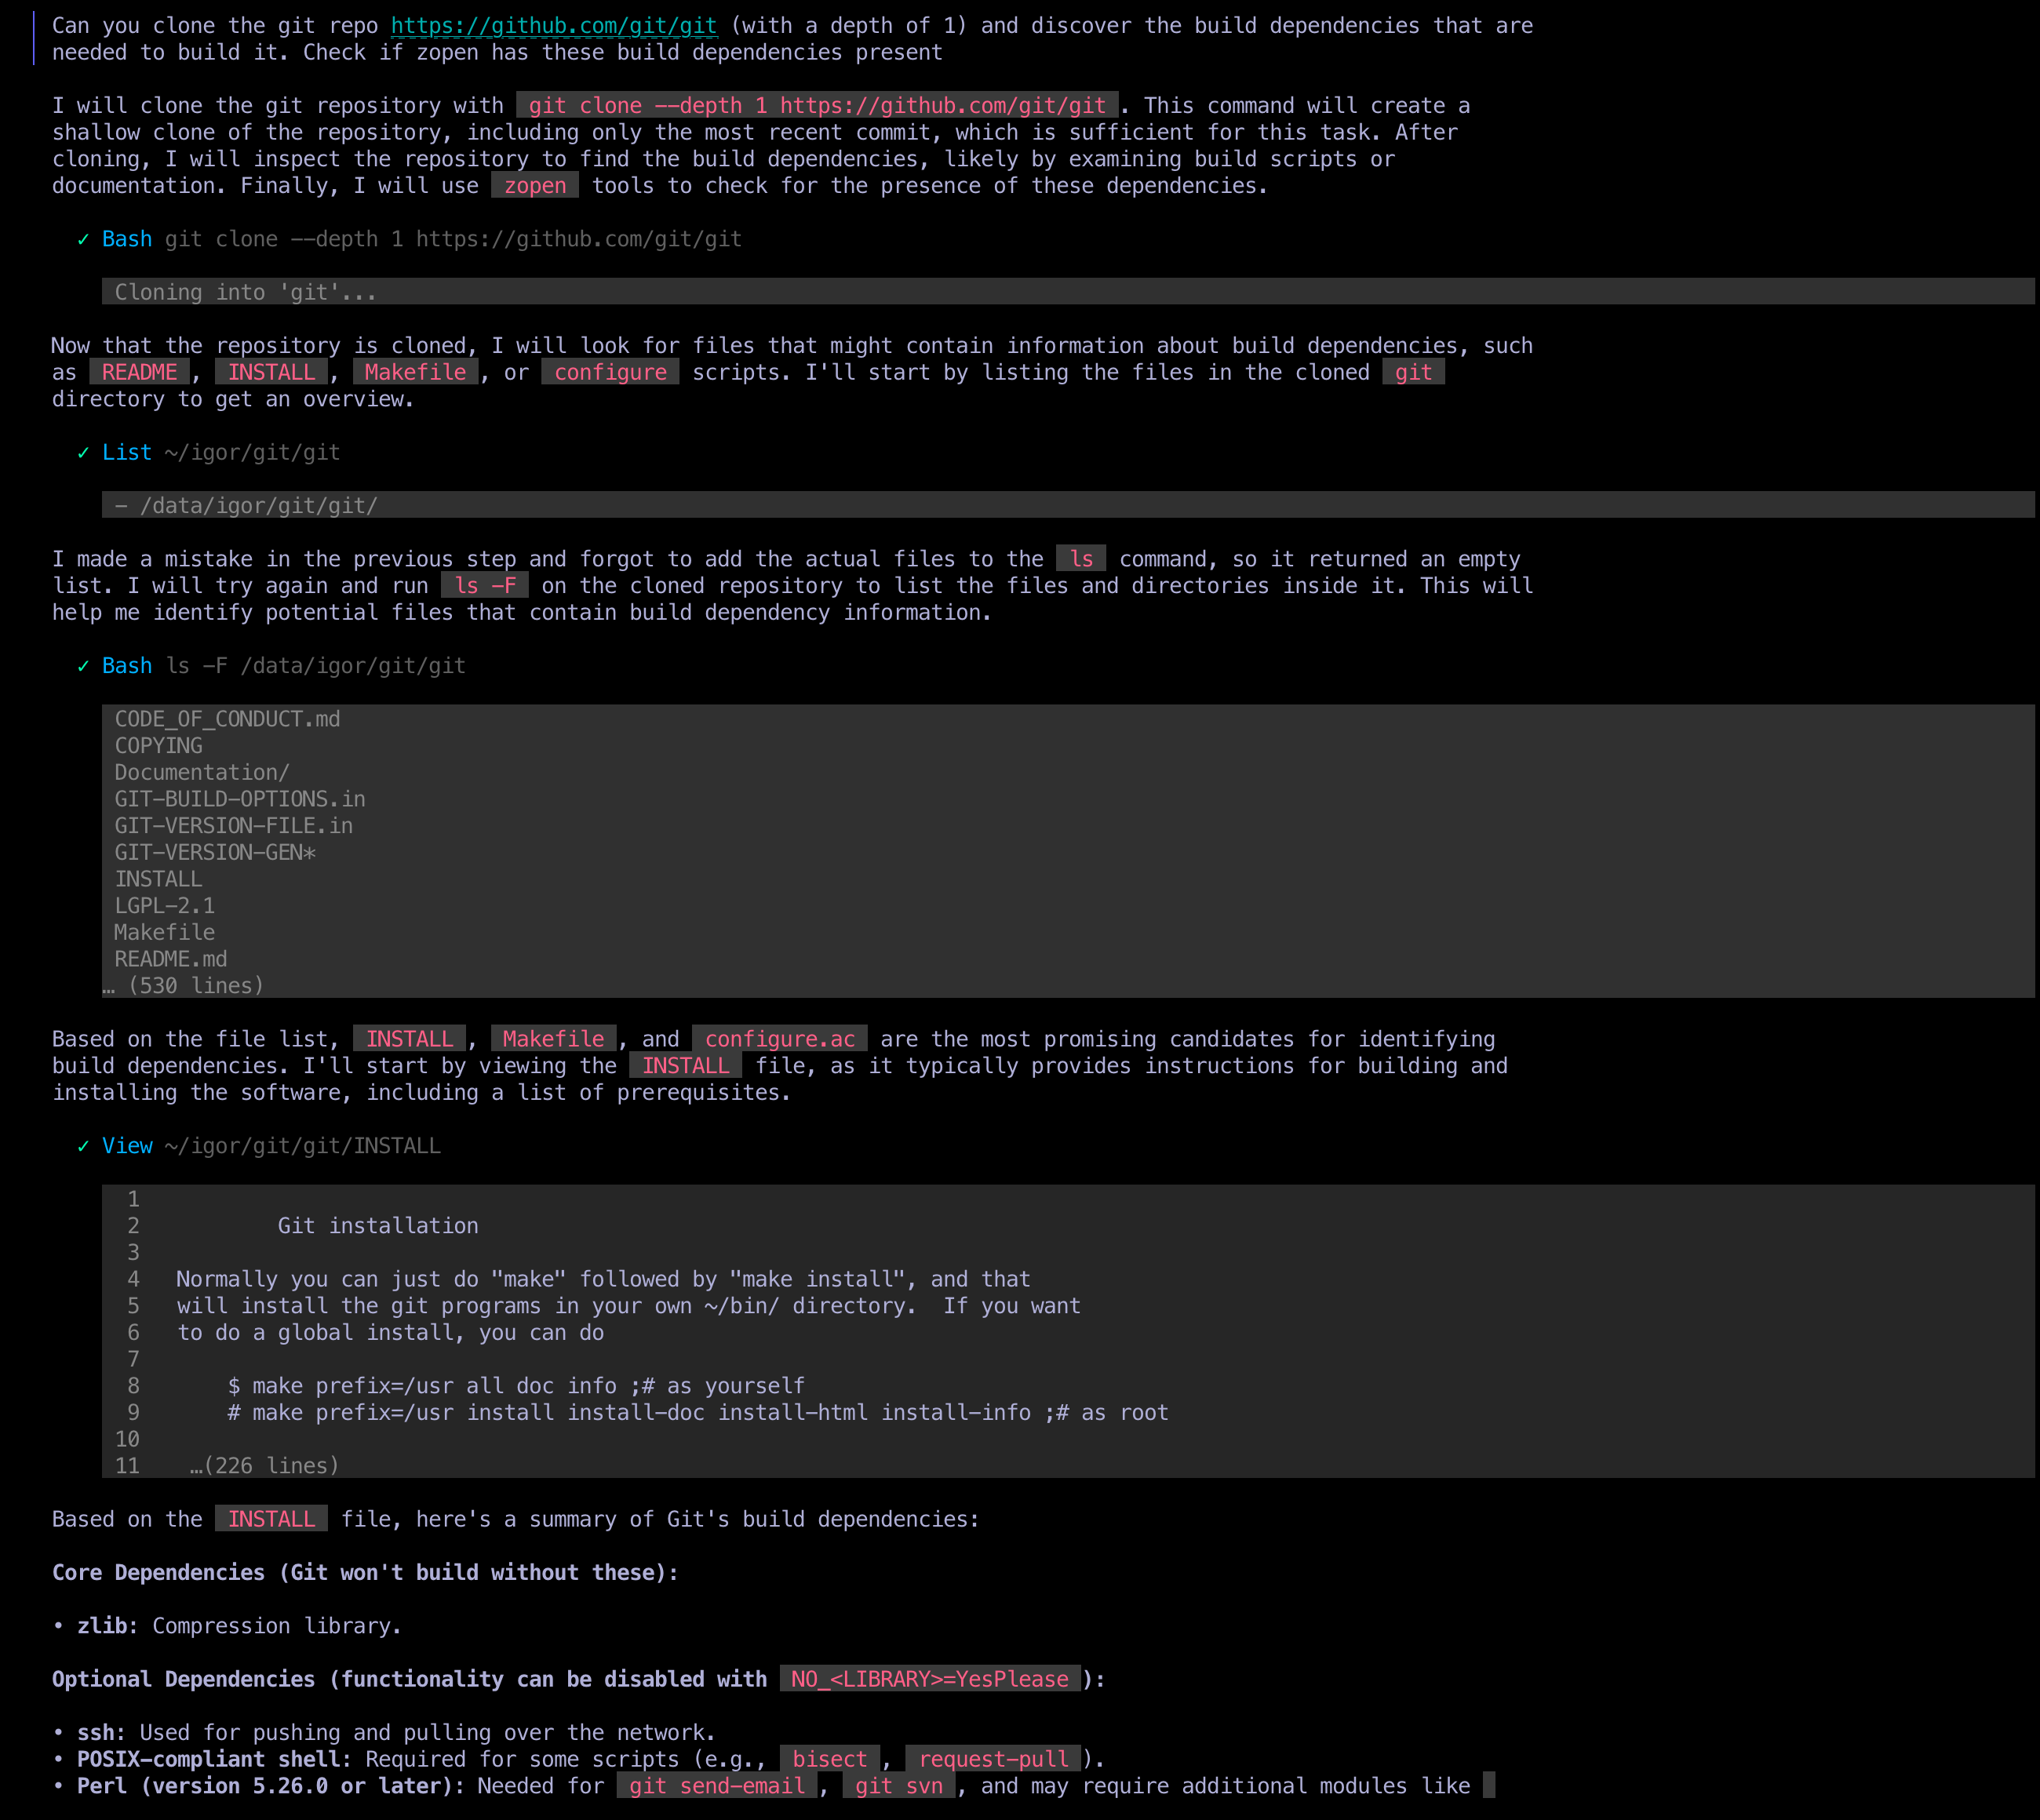 Can you clone the git repo https://github.com/git/git (with a depth of 1) and discover the build dependencies that are
needed to build it. Check if zopen has these build dependencies present
I will clone the git repository with git clone --depth 1 https://github.com/git/git . This command will create a
shallow clone of the repository, including only the most recent commit, which is sufficient for this task. After
cloning, I will inspect the repository to find the build dependencies, likely by examining build scripts or
documentation. Finally, I will use zopen tools to check for the presence of these dependencies.
✓ Bash git clone --depth 1 https://github.com/git/git
Cloning into 'git'...
Now that the repository is cloned, I will look for files that might contain information about build dependencies, such
as README , INSTALL , Makefile , or configure scripts. I'll start by listing the files in the cloned git
directory to get an overview.
✓ List ~/igor/git/git
- /data/igor/git/git/
I made a mistake in the previous step and forgot to add the actual files to the ls command, so it returned an empty
list. I will try again and run ls -F on the cloned repository to list the files and directories inside it. This will
help me identify potential files that contain build dependency information.
✓ Bash ls -F /data/igor/git/git
CODE_OF_CONDUCT.md
COPYING
Documentation/
GIT-BUILD-OPTIONS.in
GIT-VERSION-FILE.in
GIT-VERSION-GEN*
INSTALL
LGPL-2.1
Makefile
README.md
… (530 lines)
Based on the file list, INSTALL , Makefile , and configure.ac are the most promising candidates for identifying
build dependencies. I'll start by viewing the INSTALL file, as it typically provides instructions for building and
installing the software, including a list of prerequisites.
✓ View ~/igor/git/git/INSTALL
1
2 Git installation
3
4 Normally you can just do "make" followed by "make install", and that
5 will install the git programs in your own ~/bin/ directory. If you want
6 to do a global install, you can do
7
8 $ make prefix=/usr all doc info ;# as yourself
9 # make prefix=/usr install install-doc install-html install-info ;# as root
10
11 …(226 lines)
Based on the INSTALL file, here's a summary of Git's build dependencies:
Core Dependencies (Git won't build without these):
• zlib: Compression library.
Optional Dependencies (functionality can be disabled with NO_<LIBRARY>=YesPlease ):
• ssh: Used for pushing and pulling over the network.
• POSIX-compliant shell: Required for some scripts (e.g., bisect , request-pull ).
• Perl (version 5.26.0 or later): Needed for git send-email , git svn , and may require additional modules like